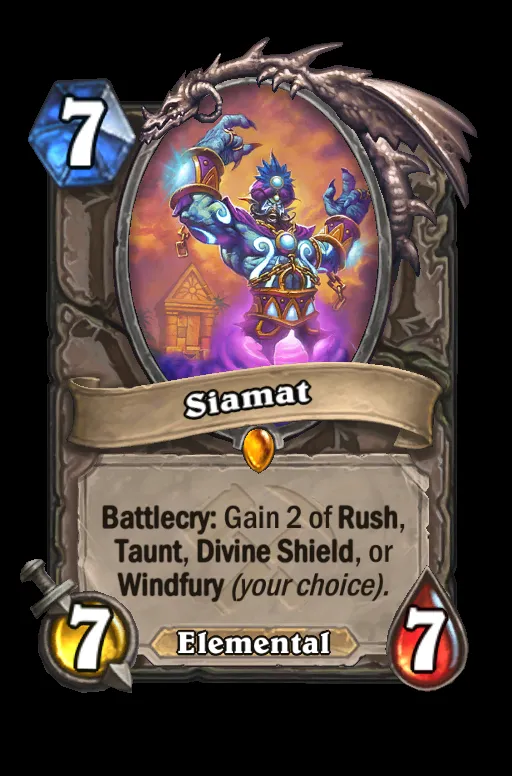 7
Siamat
Battlecry: Gain 2 of Rush,
Taunt, Divine Shield, or
Windfury (your choice).
7
Elemental
7